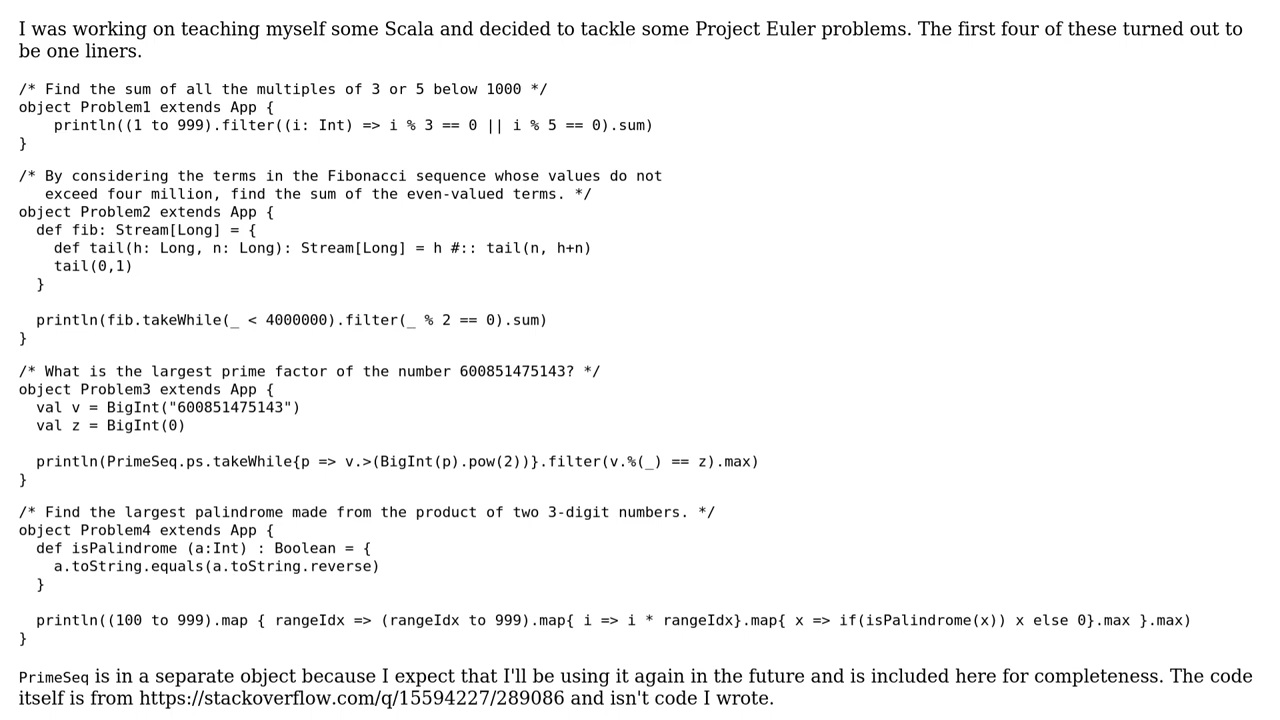 I was working on teaching myself some Scala and decided to tackle some Project Euler problems. The first four of these turned out to
be one liners.
/* Find the sum of all the multiples of 3 or 5 below 1000 */
object Problem1 extends App {
    println((1 to 999).filter((i: Int) => i % 3 == 0 || i % 5 == 0).sum)
}
/* By considering the terms in the Fibonacci sequence whose values do not
   exceed four million, find the sum of the even-valued terms. */
object Problem2 extends App {
  def fib: Stream[Long] = {
    def tail(h: Long, n: Long): Stream[Long] = h #:: tail(n, h+n)
    tail(0,1)
  }
  println(fib.takeWhile(_ < 4000000).filter(_ % 2 == 0).sum)
}
/* What is the largest prime factor of the number 600851475143? */
object Problem3 extends App {
  val v = BigInt("600851475143")
  val z = BigInt(0)
  println(PrimeSeq.ps.takeWhile{p => v.>(BigInt(p).pow(2))}.filter(v.%(_) == z).max)
}
/* Find the largest palindrome made from the product of two 3-digit numbers. */
object Problem4 extends App {
  def isPalindrome (a:Int) : Boolean = {
    a.toString.equals(a.toString.reverse)
  }
  println((100 to 999).map { rangeIdx => (rangeIdx to 999).map{ i => i * rangeIdx}.map{ x => if(isPalindrome(x)) x else 0}.max }.max)
}
PrimeSeq is in a separate object because I expect that I'll be using it again in the future and is included here for completeness. The code
itself is from https://stackoverflow.com/q/15594227/289086 and isn't code I wrote.